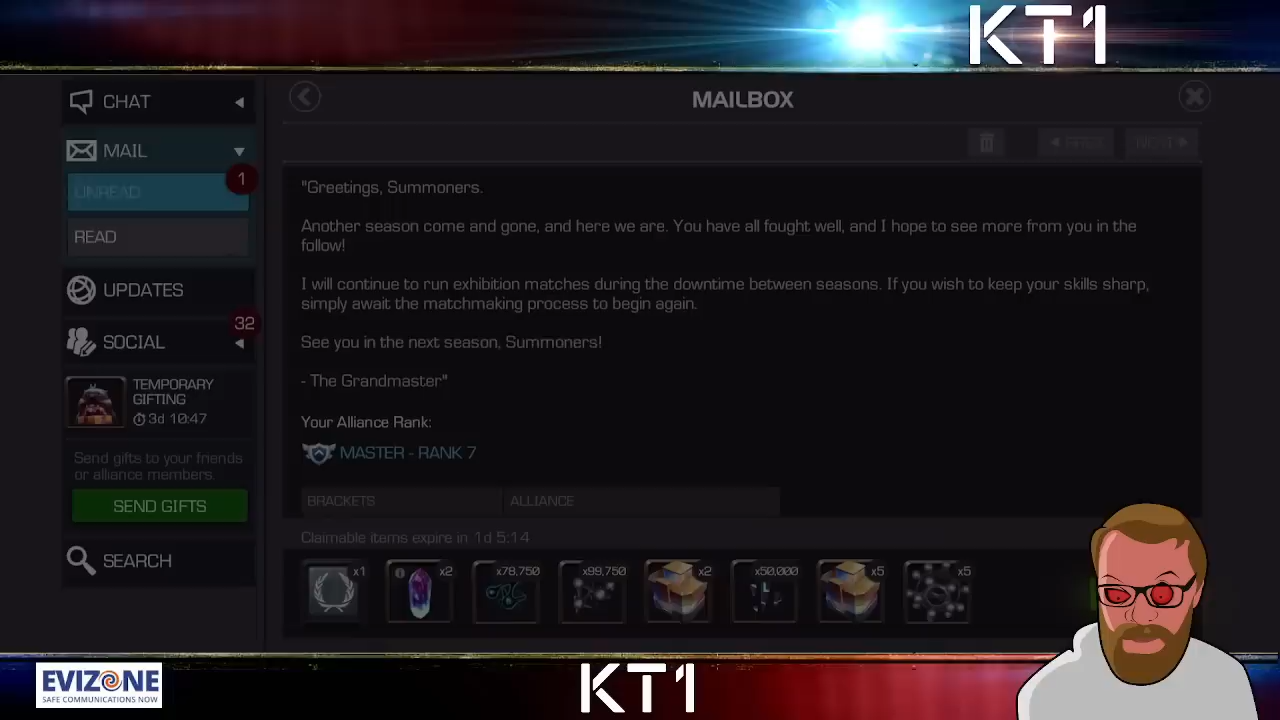 KT1
CHAT
MAILBOX
MAIL
PREV
NEXT
1
UNREAD
READ
"Greetings, Summoners.
Another season come and gone, and here we are. You have all fought well, and I hope to see more from you in the
follow!
I will continue to run exhibition matches during the downtime between seasons. If you wish to keep your skills sharp,
simply await the matchmaking process to begin again.
See you in the next season, Summoners!
- The Grandmaster"
Your Alliance Rank:
MASTER - RANK 7
BRACKETS
ALLIANCE
UPDATES
32
SOCIAL
TEMPORARY
GIFTING
3d 10:47
Send gifts to your friends
or alliance members.
SEND GIFTS
SEARCH
Claimable items expire in 1d 5:14
x1
x2
x78,750
x99,750
x2
x50,000
x5
x5
EVIZONE
SAFE COMMUNICATIONS NOW
KT1